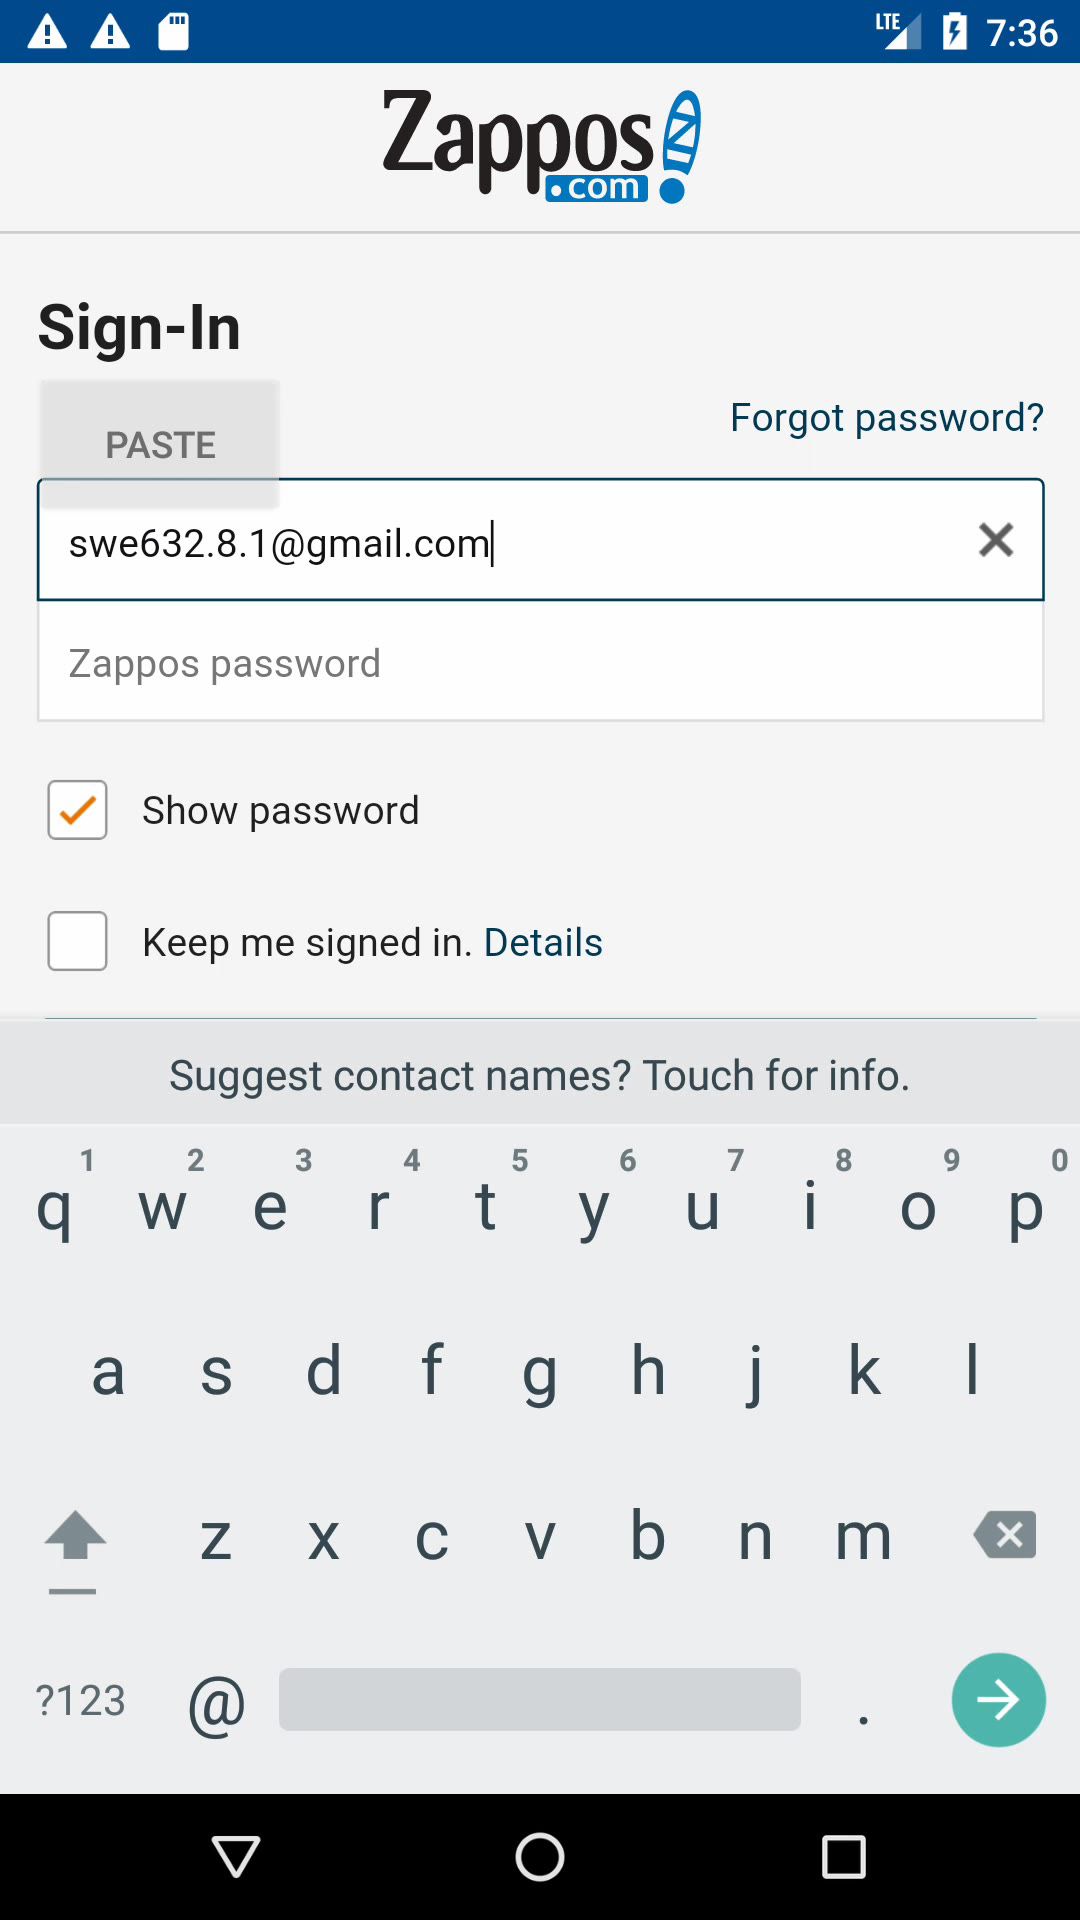 LTE 7:36
Zappos
.com
Sign-In
PASTE
Forgot password?
swe632.8.1@gmail.com
Zappos password
Show password
Keep me signed in. Details
Suggest contact names? Touch for info.
1 2 3 4 5 6 7 8 9 0
q w e r t y u i o p
a s d f g h j k l
z x c v b n m
?123 @ .